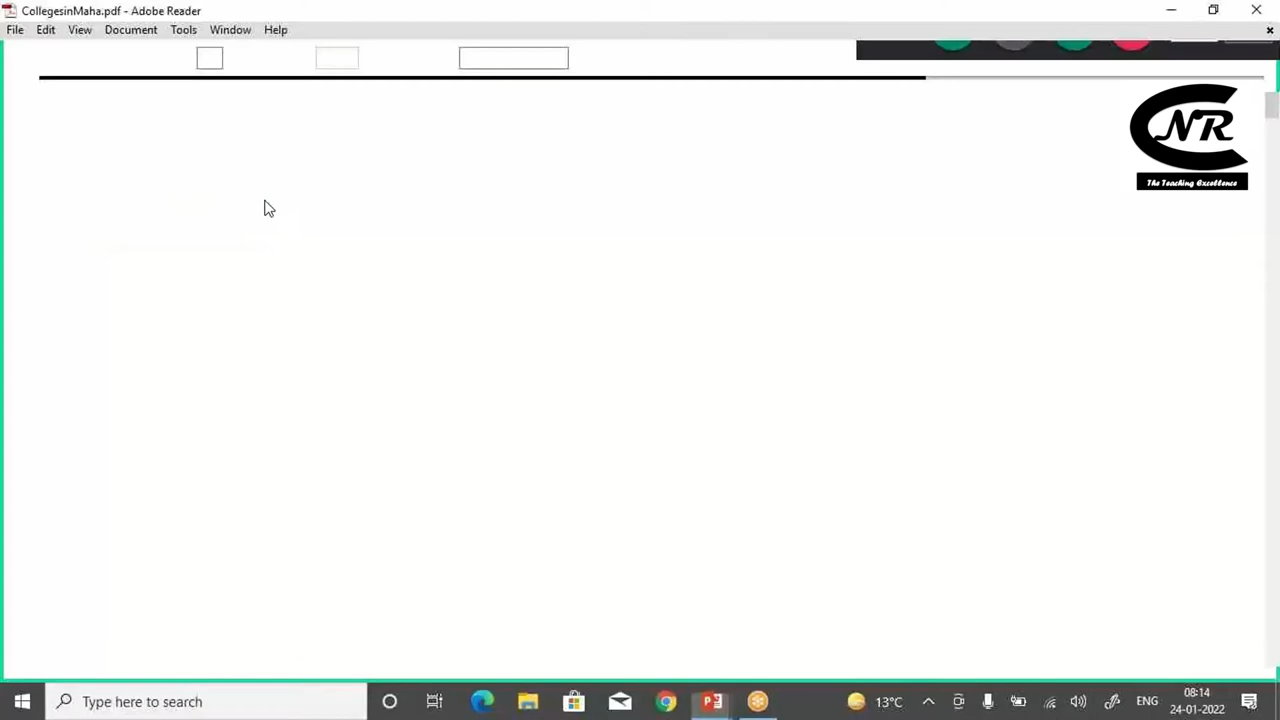 CollegesinMaha.pdf - Adobe Reader
File Edit View Document Tools Window Help
NR
The Teaching Excellence
Type here to search
13°C
ENG
08:14
24-01-2022